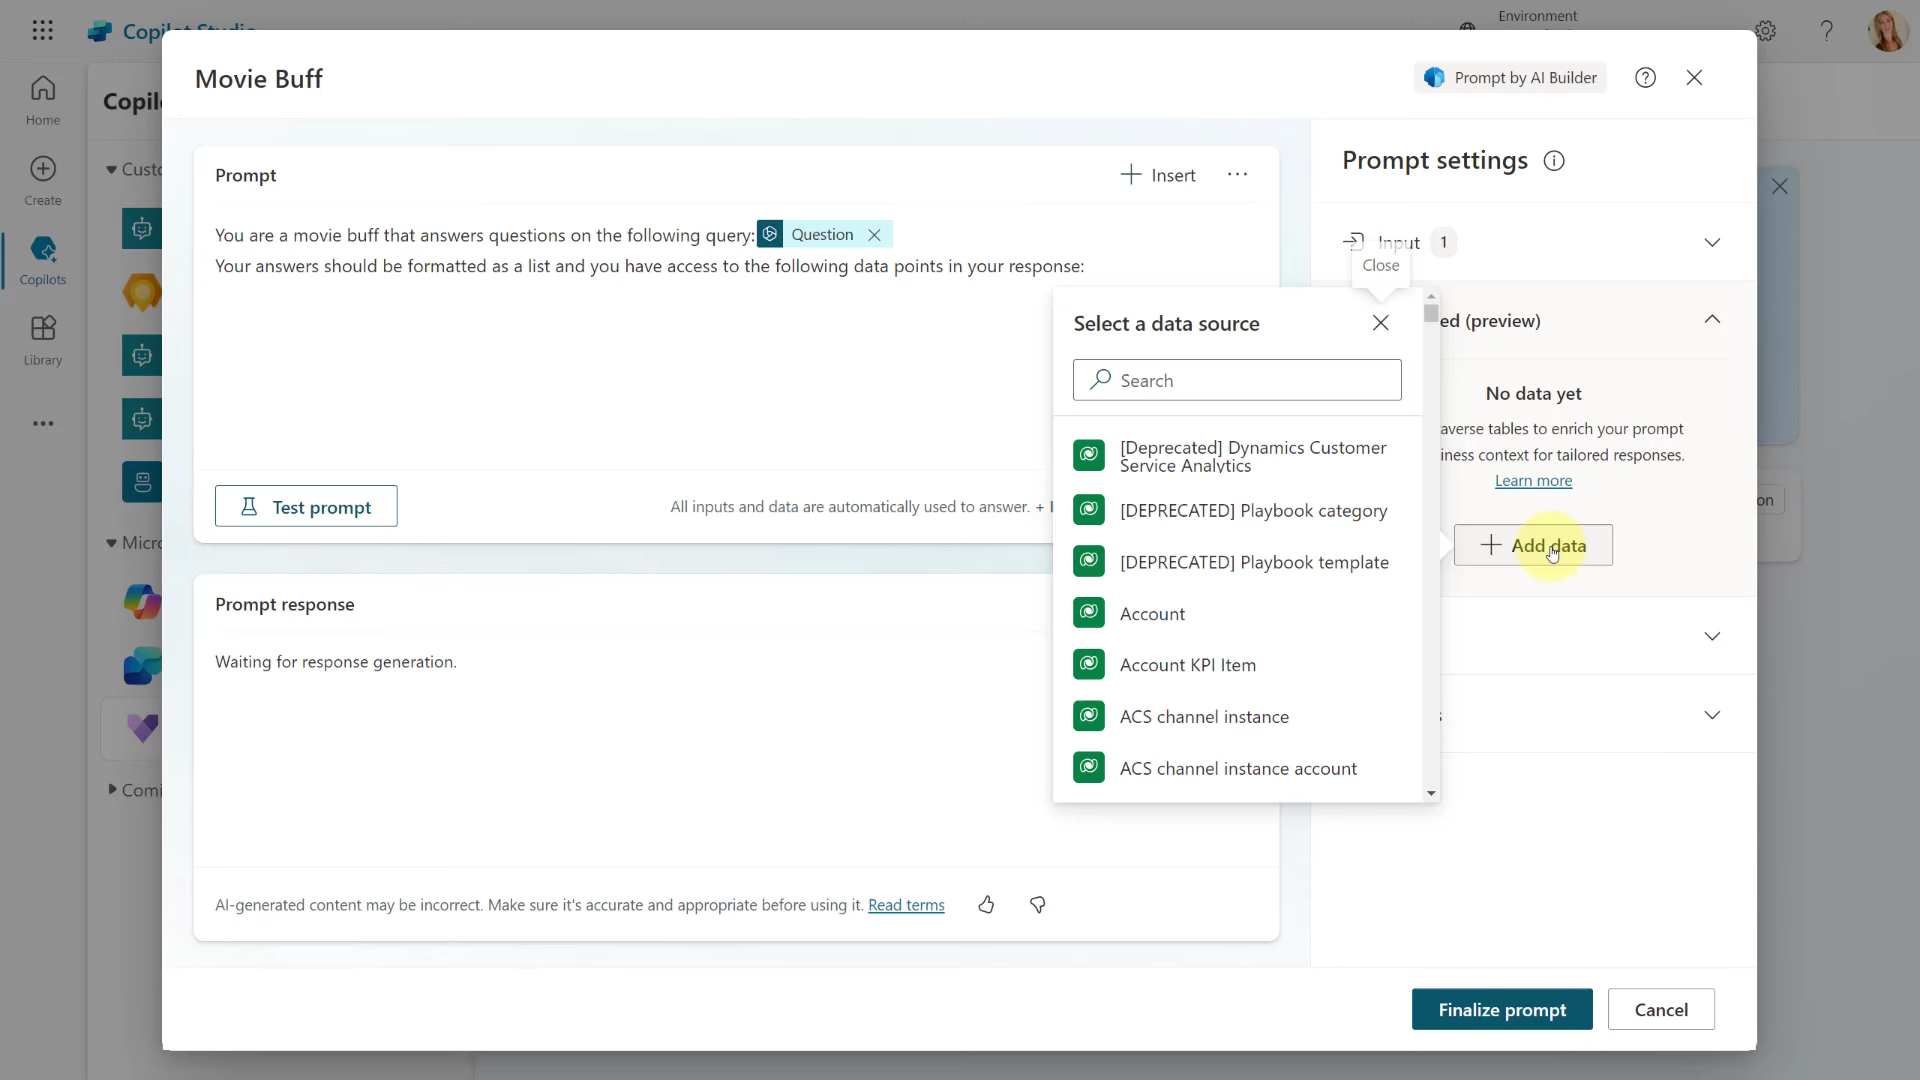 Copilot Studio
Environment
Home
Create
Copilots
Library
Copil
Custo
Micro
Comi
Movie Buff
Prompt by AI Builder
Prompt
Insert
You are a movie buff that answers questions on the following query: Question
Your answers should be formatted as a list and you have access to the following data points in your response:
Test prompt
All inputs and data are automatically used to answer. +
Prompt response
Waiting for response generation.
AI-generated content may be incorrect. Make sure it's accurate and appropriate before using it. Read terms
Select a data source
Close
Search
[Deprecated] Dynamics Customer
Service Analytics
[DEPRECATED] Playbook category
[DEPRECATED] Playbook template
Account
Account KPI Item
ACS channel instance
ACS channel instance account
Prompt settings
Input 1
ed (preview)
No data yet
averse tables to enrich your prompt
iness context for tailored responses.
Learn more
Add data
s
on
Finalize prompt
Cancel